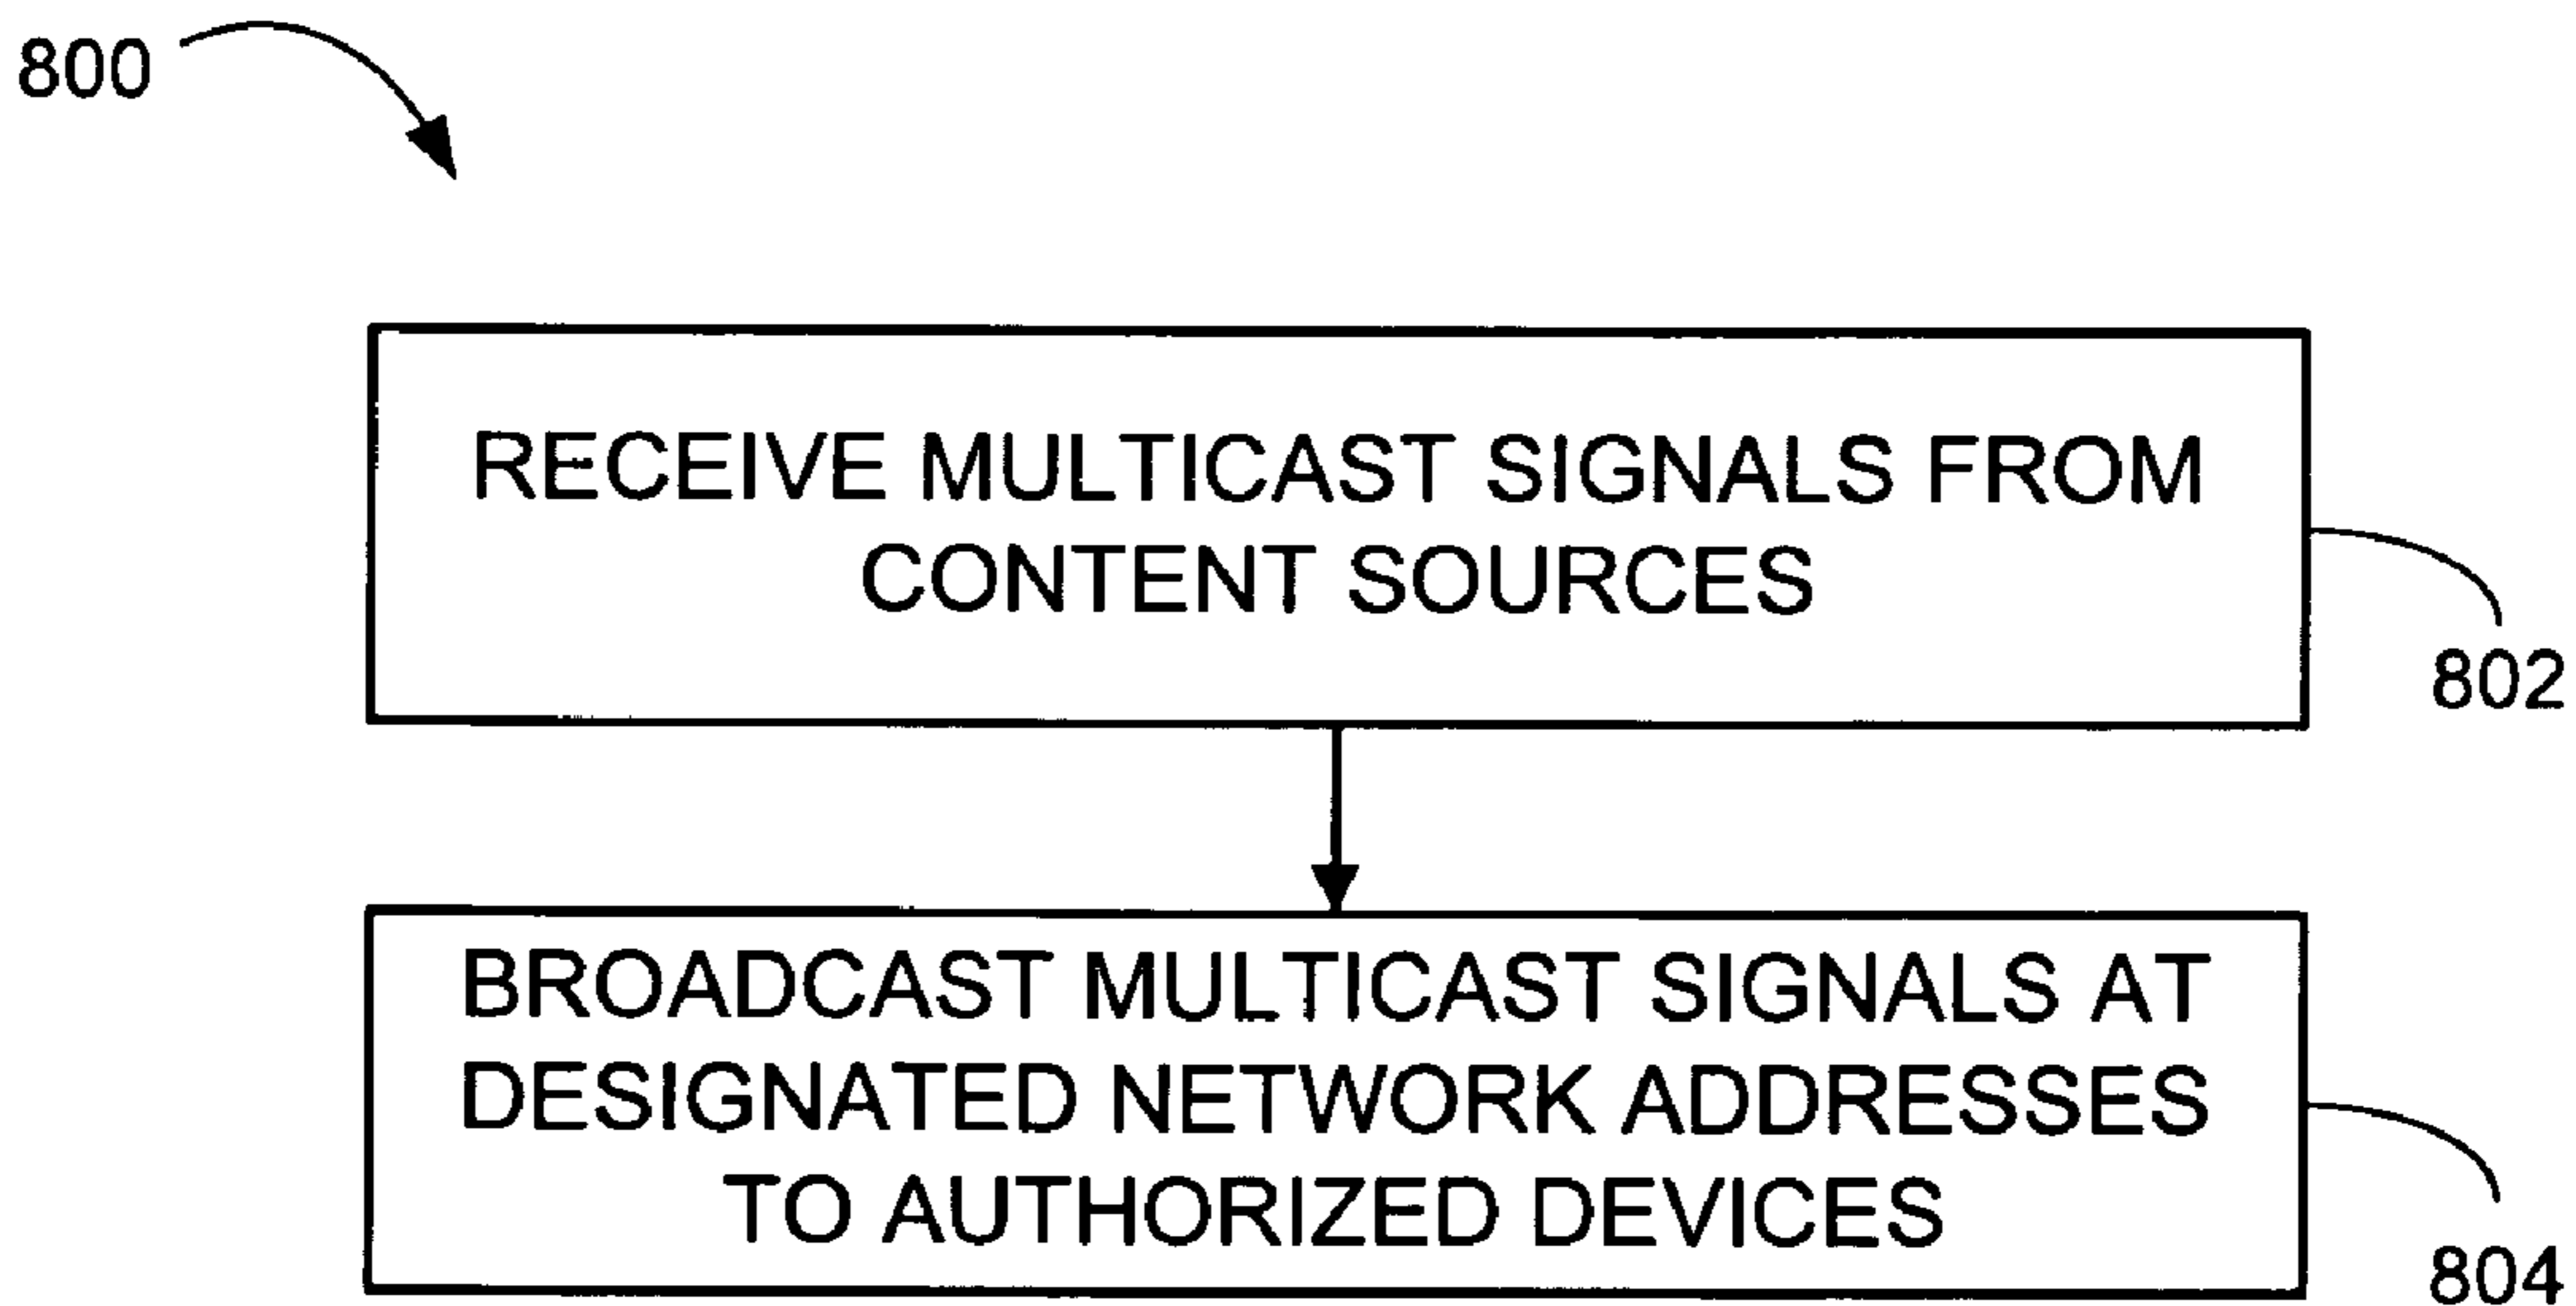 800
RECEIVE MULTICAST SIGNALS FROM
CONTENT SOURCES
802
BROADCAST MULTICAST SIGNALS AT
DESIGNATED NETWORK ADDRESSES
TO AUTHORIZED DEVICES
804